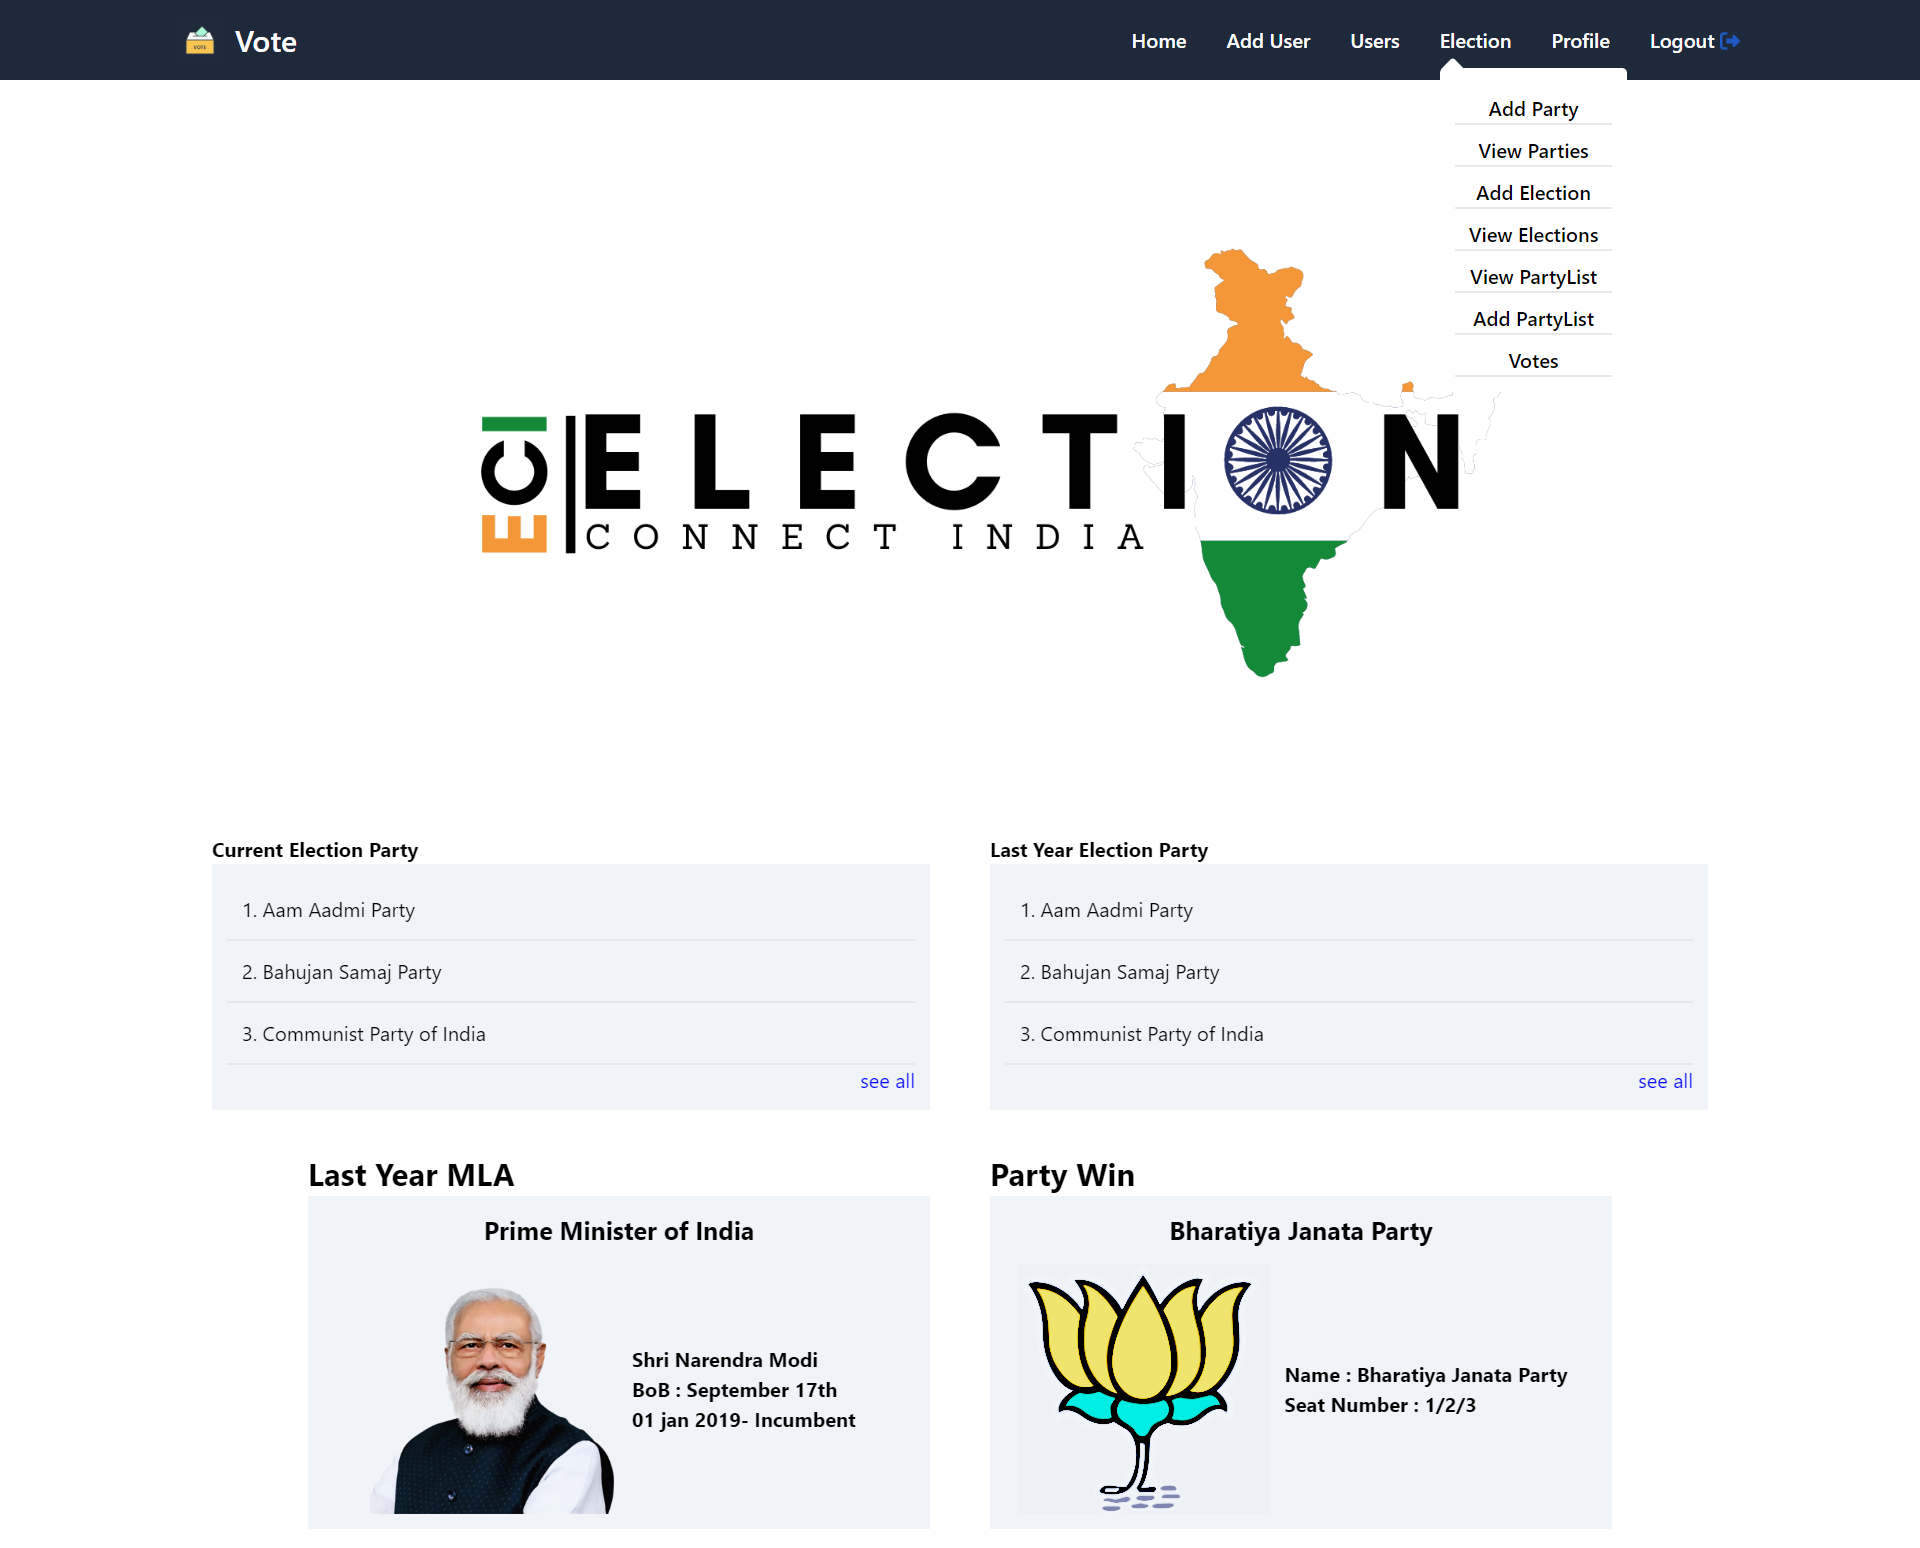 Vote
Home Add User Users Election Profile Logout
Add Party
View Parties
Add Election
View Elections
View PartyList
Add PartyList
Votes
ECI
ELECTION
CONNECT INDIA
Current Election Party
1. Aam Aadmi Party
2. Bahujan Samaj Party
3. Communist Party of India
see all
Last Year Election Party
1. Aam Aadmi Party
2. Bahujan Samaj Party
3. Communist Party of India
see all
Last Year MLA
Prime Minister of India
Shri Narendra Modi
BoB : September 17th
01 jan 2019- Incumbent
Party Win
Bharatiya Janata Party
Name : Bharatiya Janata Party
Seat Number : 1/2/3